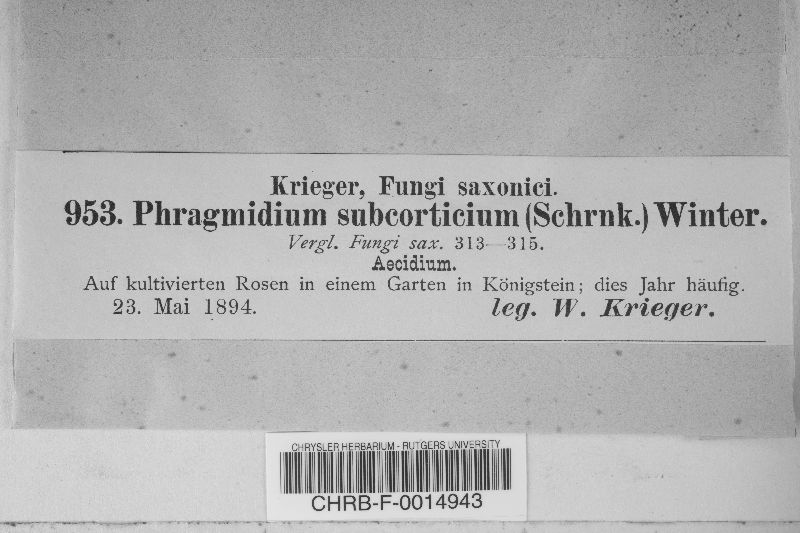 Krieger, Fungi saxonici.
953. Phragmidium subcorticium (Schrnk.) Winter.
Vergl. Fungi sax. 313—315.
Aecidium.
Auf kultivierten Rosen in einem Garten in Königstein; dies Jahr häufig.
23. Mai 1894. leg. W. Krieger.
CHRYSLER HERBARIUM - RUTGERS UNIVERSITY
CHRB-F-0014943